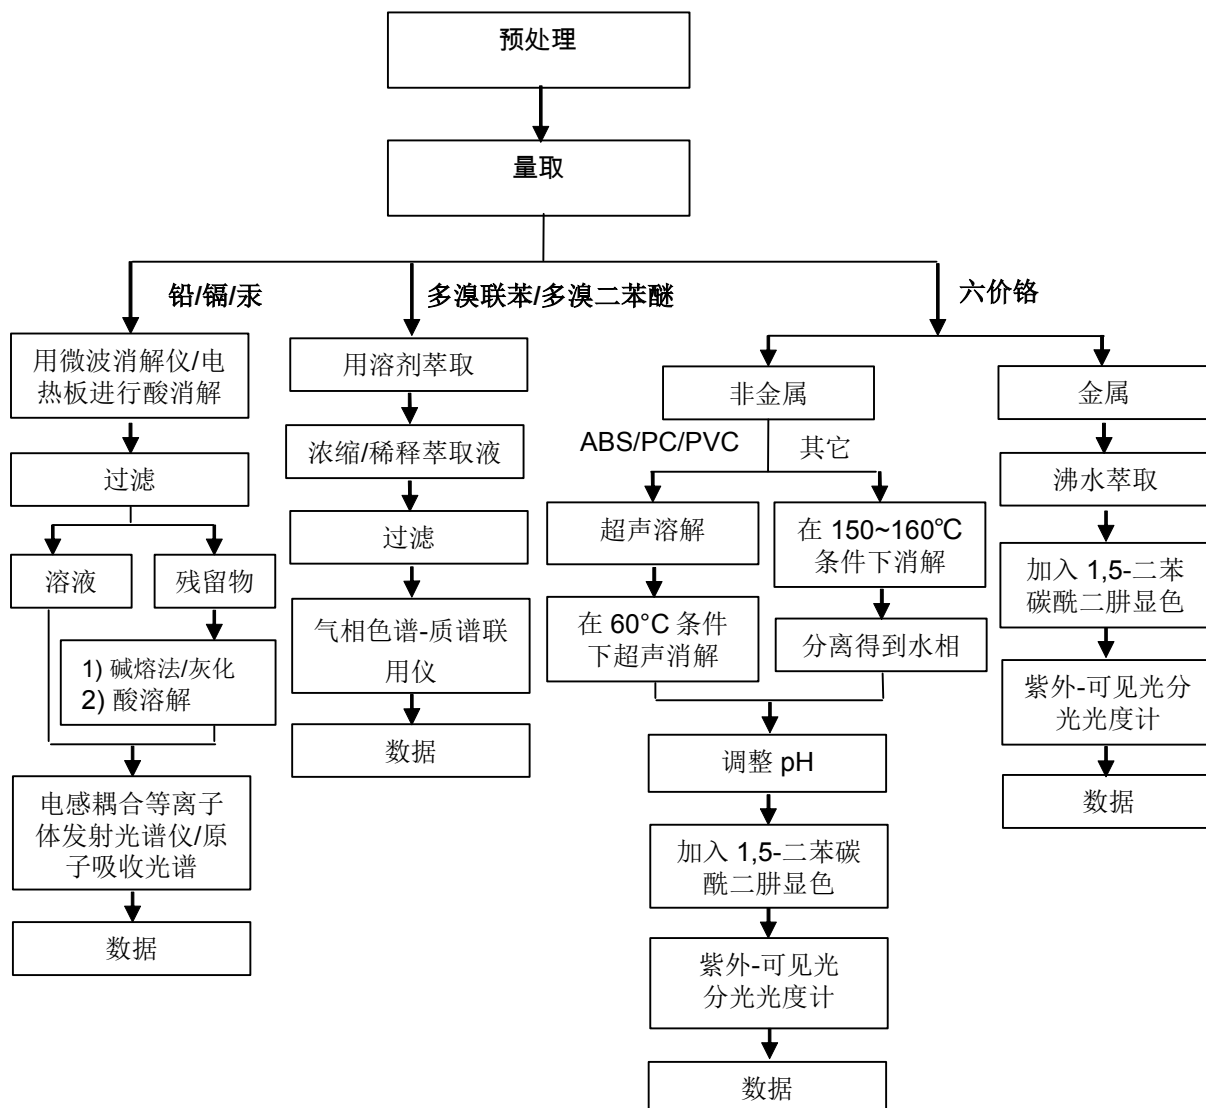 预处理
量取
铅/镉/汞
多溴联苯/多溴二苯醚
六价铬
用微波消解仪/电
热板进行酸消解
过滤
溶液
残留物
1) 碱熔法/灰化
2) 酸溶解
电感耦合等离子
体发射光谱仪/原
子吸收光谱
数据
用溶剂萃取
浓缩/稀释萃取液
过滤
气相色谱-质谱联
用仪
数据
非金属
ABS/PC/PVC
其它
超声溶解
在 60°C 条件
下超声消解
在 150~160℃
条件下消解
分离得到水相
调整 pH
加入 1,5-二苯碳
酰二肼显色
紫外-可见光
分光光度计
数据
金属
沸水萃取
加入 1,5-二苯
碳酰二肼显色
紫外-可见光分
光光度计
数据